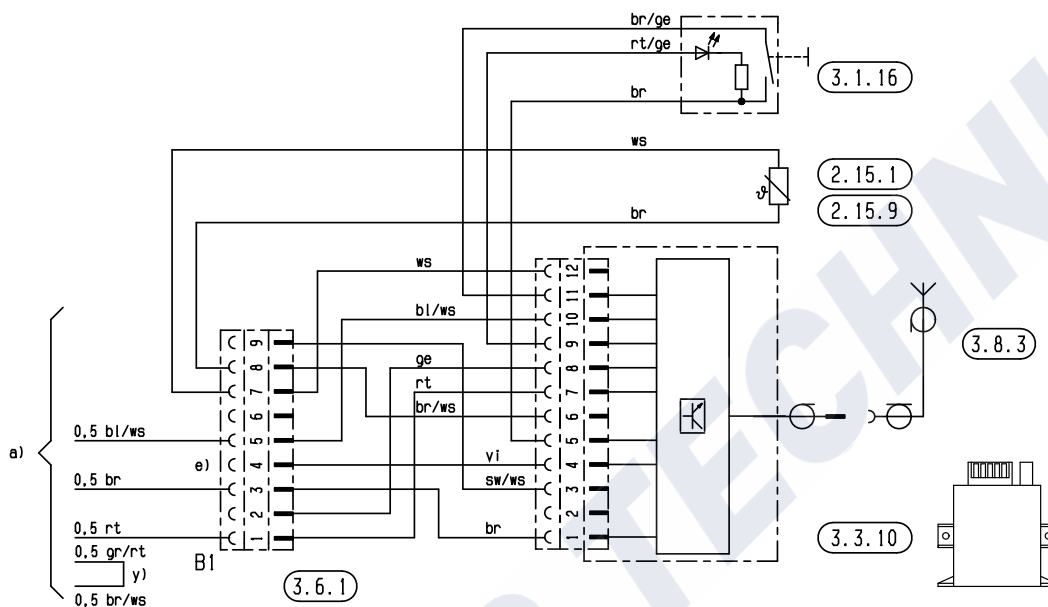 br/ge
rt/ge
3.1.16
br
ws
ϑ
2.15.1
br
2.15.9
ws
12
11
bl/ws
10
3.8.3
9
9
ge
8
8
rt
7
7
br/ws
6
6
0,5 bl/ws
5
5
a)
e)
4
vi
4
sw/ws
0,5 br
3
3
2
2
0,5 rt
1
br
1
3.3.10
0,5 gr/rt
B1
y)
3.6.1
0,5 br/ws
TECHNI
TECHNI